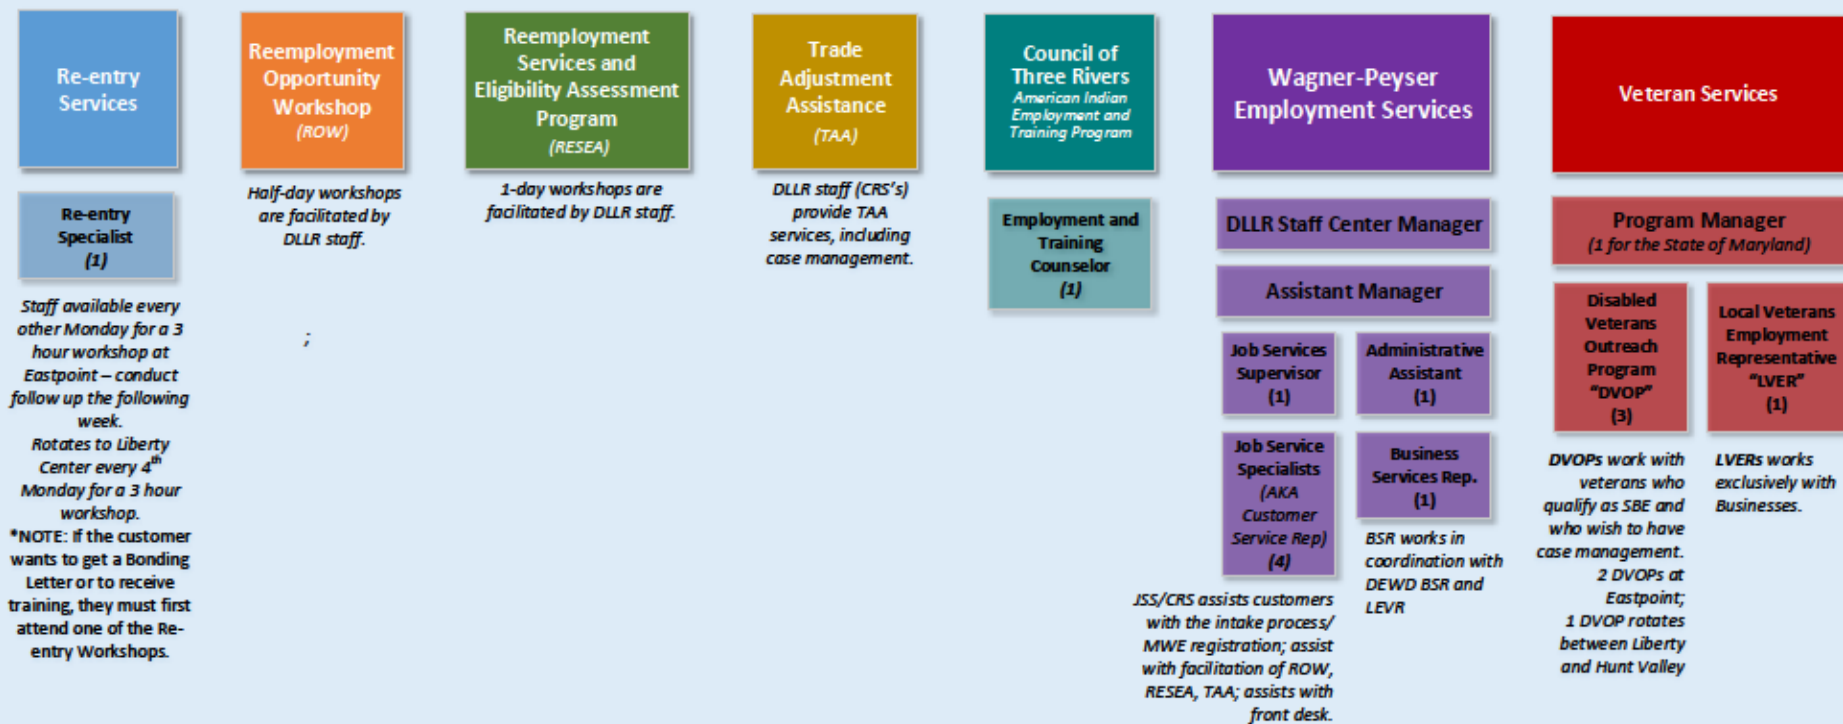 Re-entry
Services
Re-entry
Specialist
(1)
Staff available every
other Monday for a 3
hour workshop at
Eastpoint – conduct
follow up the following
week.
Rotates to Liberty
Center every 4th
Monday for a 3 hour
workshop.
*NOTE: If the customer
wants to get a Bonding
Letter or to receive
training, they must first
attend one of the Re-
entry Workshops.
Reemployment
Opportunity
Workshop
(ROW)
Half-day workshops
are facilitated by
DLLR staff.
;
Reemployment
Services and
Eligibility Assessment
Program
(RESEA)
1-day workshops are
facilitated by DLLR staff.
Trade
Adjustment
Assistance
(TAA)
DLLR staff (CRS's)
provide TAA
services, including
case management.
Council of
Three Rivers
American Indian
Employment and
Training Program
Employment and
Training
Counselor
(1)
Wagner-Peyser
Employment Services
DLLR Staff Center Manager
Assistant Manager
Job Services
Supervisor
(1)
Administrative
Assistant
(1)
Job Service
Specialists
(AKA
Customer
Service Rep)
(4)
Business
Services Rep.
(1)
JSS/CRS assists customers
with the intake process/
MWE registration; assist
with facilitation of ROW,
RESEA, TAA; assists with
front desk.
BSR works in
coordination with
DEWD BSR and
LEVR
Veteran Services
Program Manager
(1 for the State of Maryland)
Disabled
Veterans
Outreach
Program
“DVOP”
(3)
Local Veterans
Employment
Representative
“LVER”
(1)
DVOPs work with
veterans who
qualify as SBE and
who wish to have
case management.
2 DVOPs at
Eastpoint;
1 DVOP rotates
between Liberty
and Hunt Valley
LVERs works
exclusively with
Businesses.